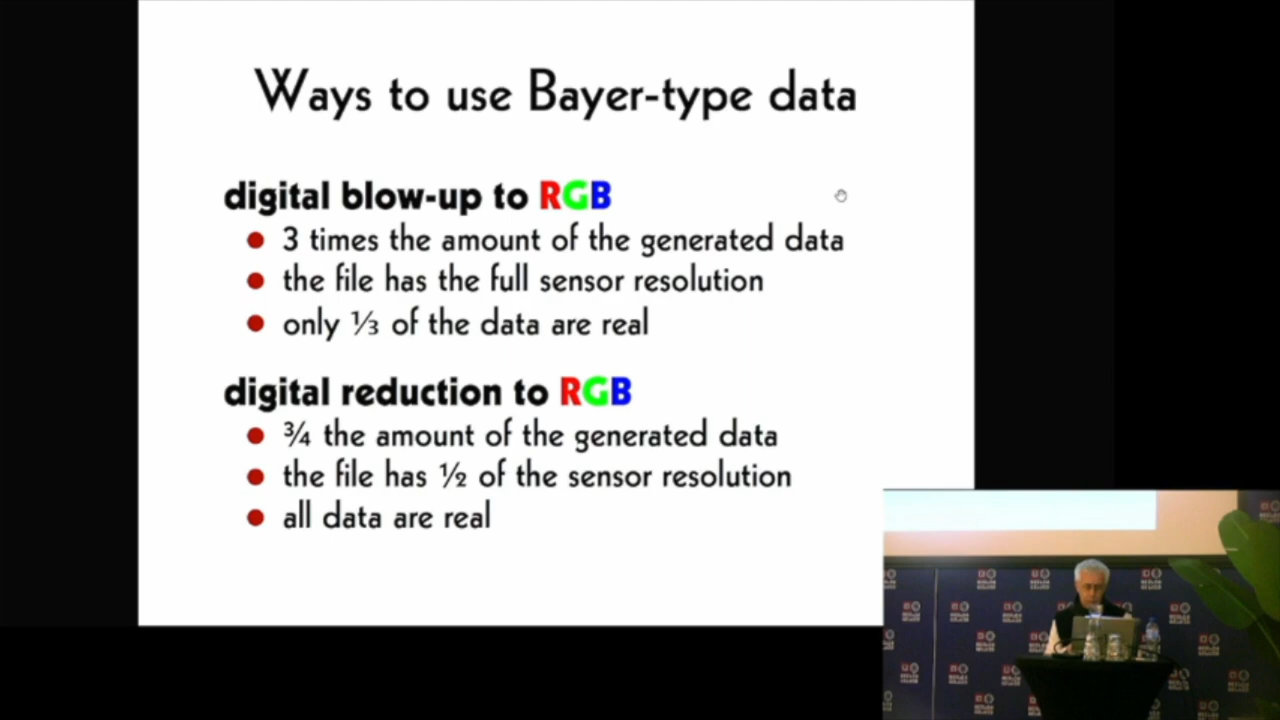 Ways to use Bayer-type data
digital blow-up to RGB
3 times the amount of the generated data
the file has the full sensor resolution
only ⅓ of the data are real
digital reduction to RGB
¾ the amount of the generated data
the file has ½ of the sensor resolution
all data are real